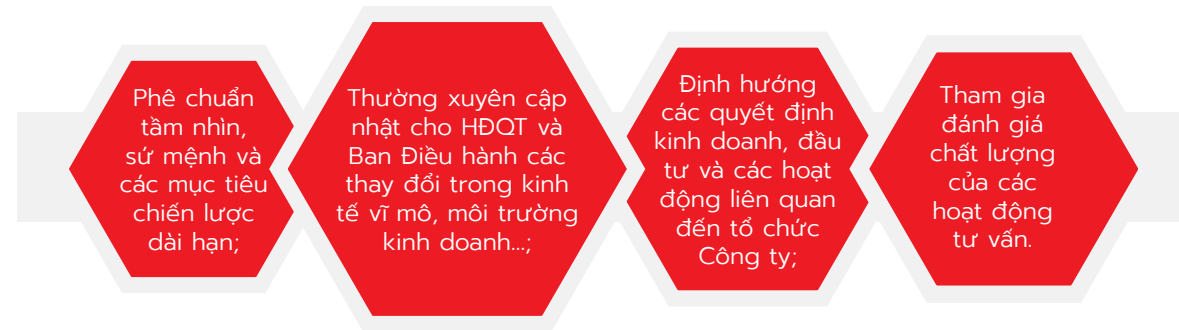 Phê chuẩn
tầm nhìn,
sứ mệnh và
các mục tiêu
chiến lược
dài hạn;
Thường xuyên cập
nhật cho HĐQT và
Ban Điều hành các
thay đổi trong kinh
tế vĩ mô, môi trường
kinh doanh...;
Định hướng
các quyết định
kinh doanh, đầu
tư và các hoạt
động liên quan
đến tổ chức
Công ty;
Tham gia
đánh giá
chất lượng
của các
hoạt động
tư vấn.